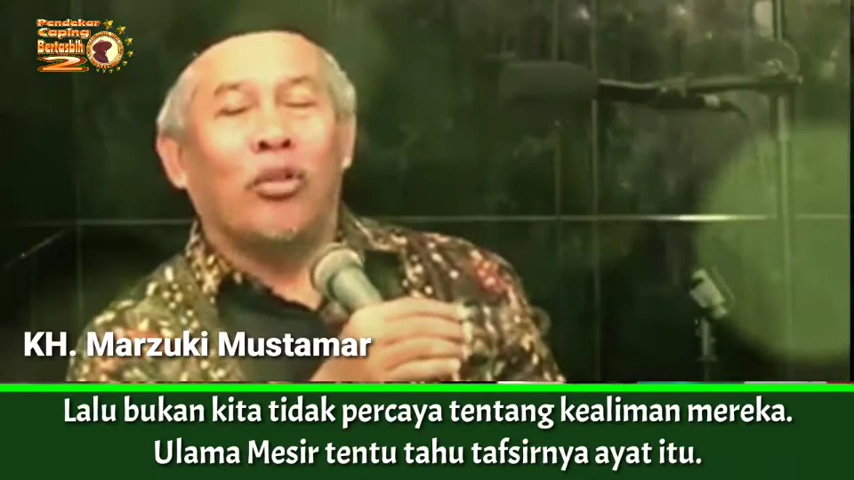 Pendekar
Caping
Bertasbih
2
KH. Marzuki Mustamar
Lalu bukan kita tidak percaya tentang kealiman mereka.
Ulama Mesir tentu tahu tafsirnya ayat itu.